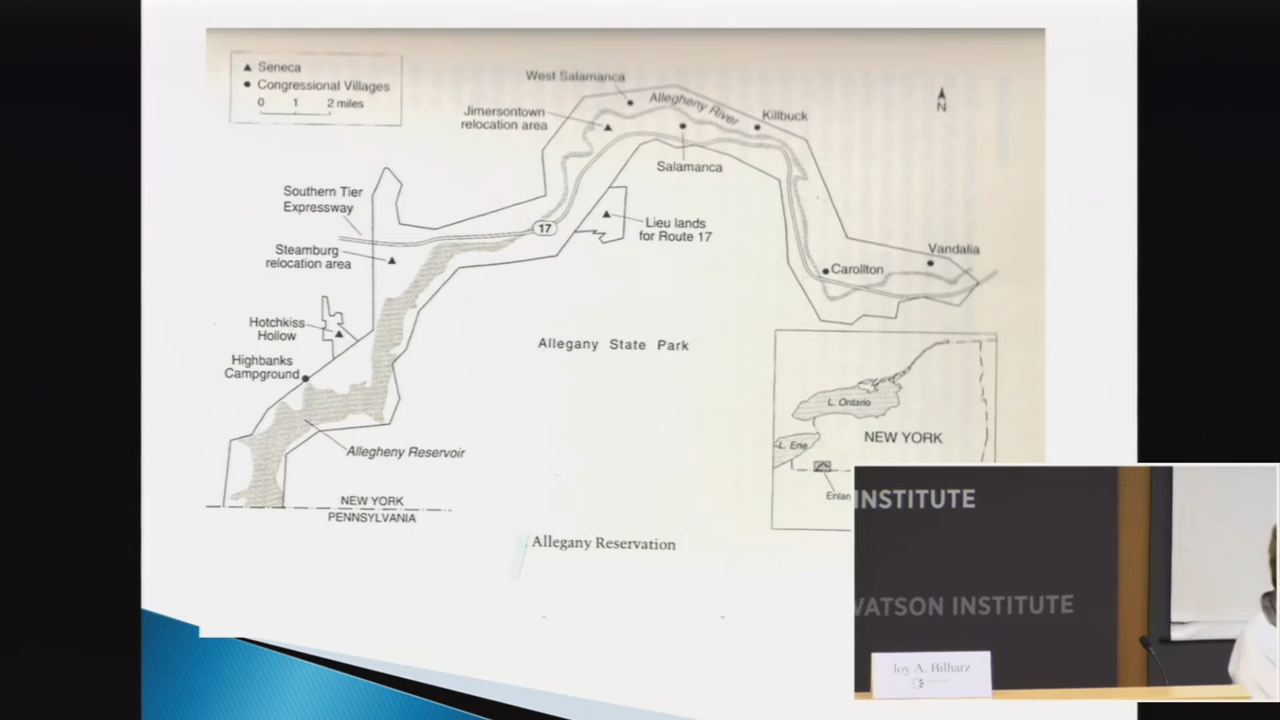 Seneca
Congressional Villages
0 1 2 miles
West Salamanca
Allegheny River
Jimersontown
relocation area
Killbuck
N
Salamanca
Southern Tier
Expressway
17
Lieu lands
for Route 17
Steamburg
relocation area
Vandalia
Carollton
Hotchkiss
Hollow
Allegany State Park
Highbanks
Campground
L. Ontario
NEW YORK
L. Erie
Allegheny Reservoir
Enlar
NEW YORK
PENNSYLVANIA
Allegany Reservation
INSTITUTE
WATSON INSTITUTE
Joy A. Bilharz